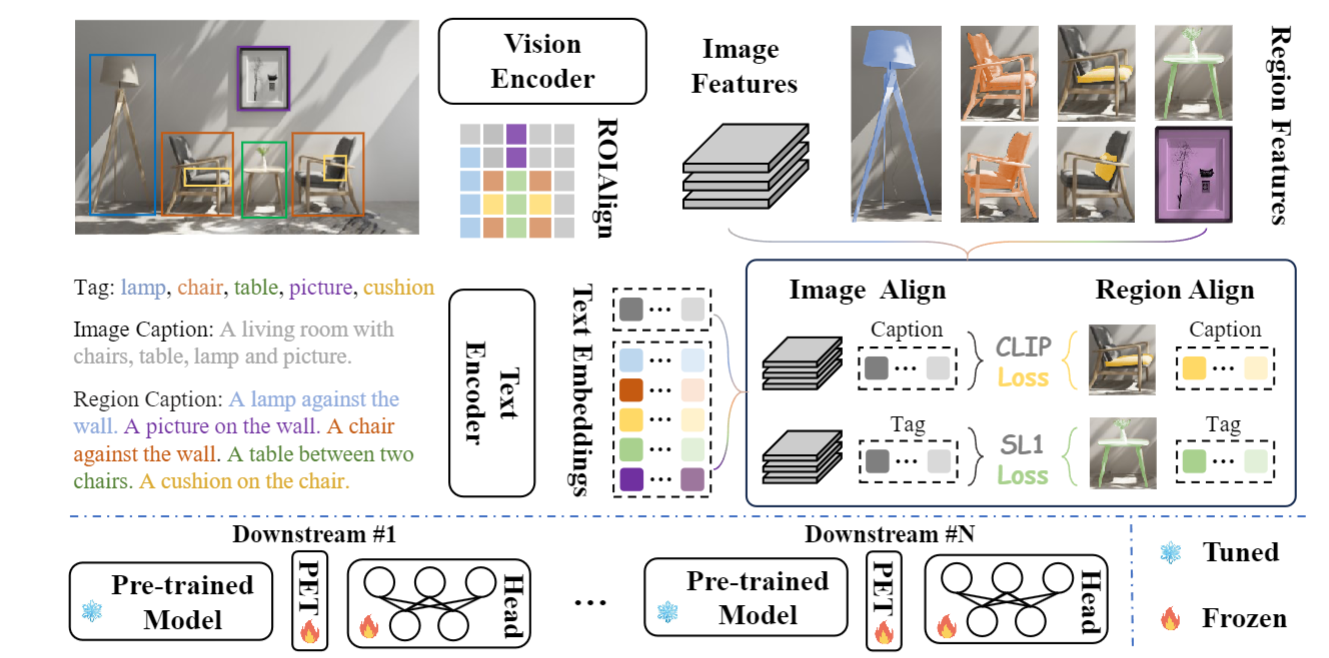 Vision
Encoder
ROIAlign
Image
Features
Region Features
Tag: lamp, chair, table, picture, cushion
Image Caption: A living room with
chairs, table, lamp and picture.
Region Caption: A lamp against the
wall. A picture on the wall. A chair
against the wall. A table between two
chairs. A cushion on the chair.
Text
Encoder
Text Embeddings
...
...
...
...
...
...
Image Align
Region Align
Caption
...
CLIP
Loss
Caption
...
Tag
...
SL1
Loss
Tag
...
Downstream #1
Pre-trained
Model
PET
Head
...
Downstream #N
Pre-trained
Model
PET
Head
Tuned
Frozen